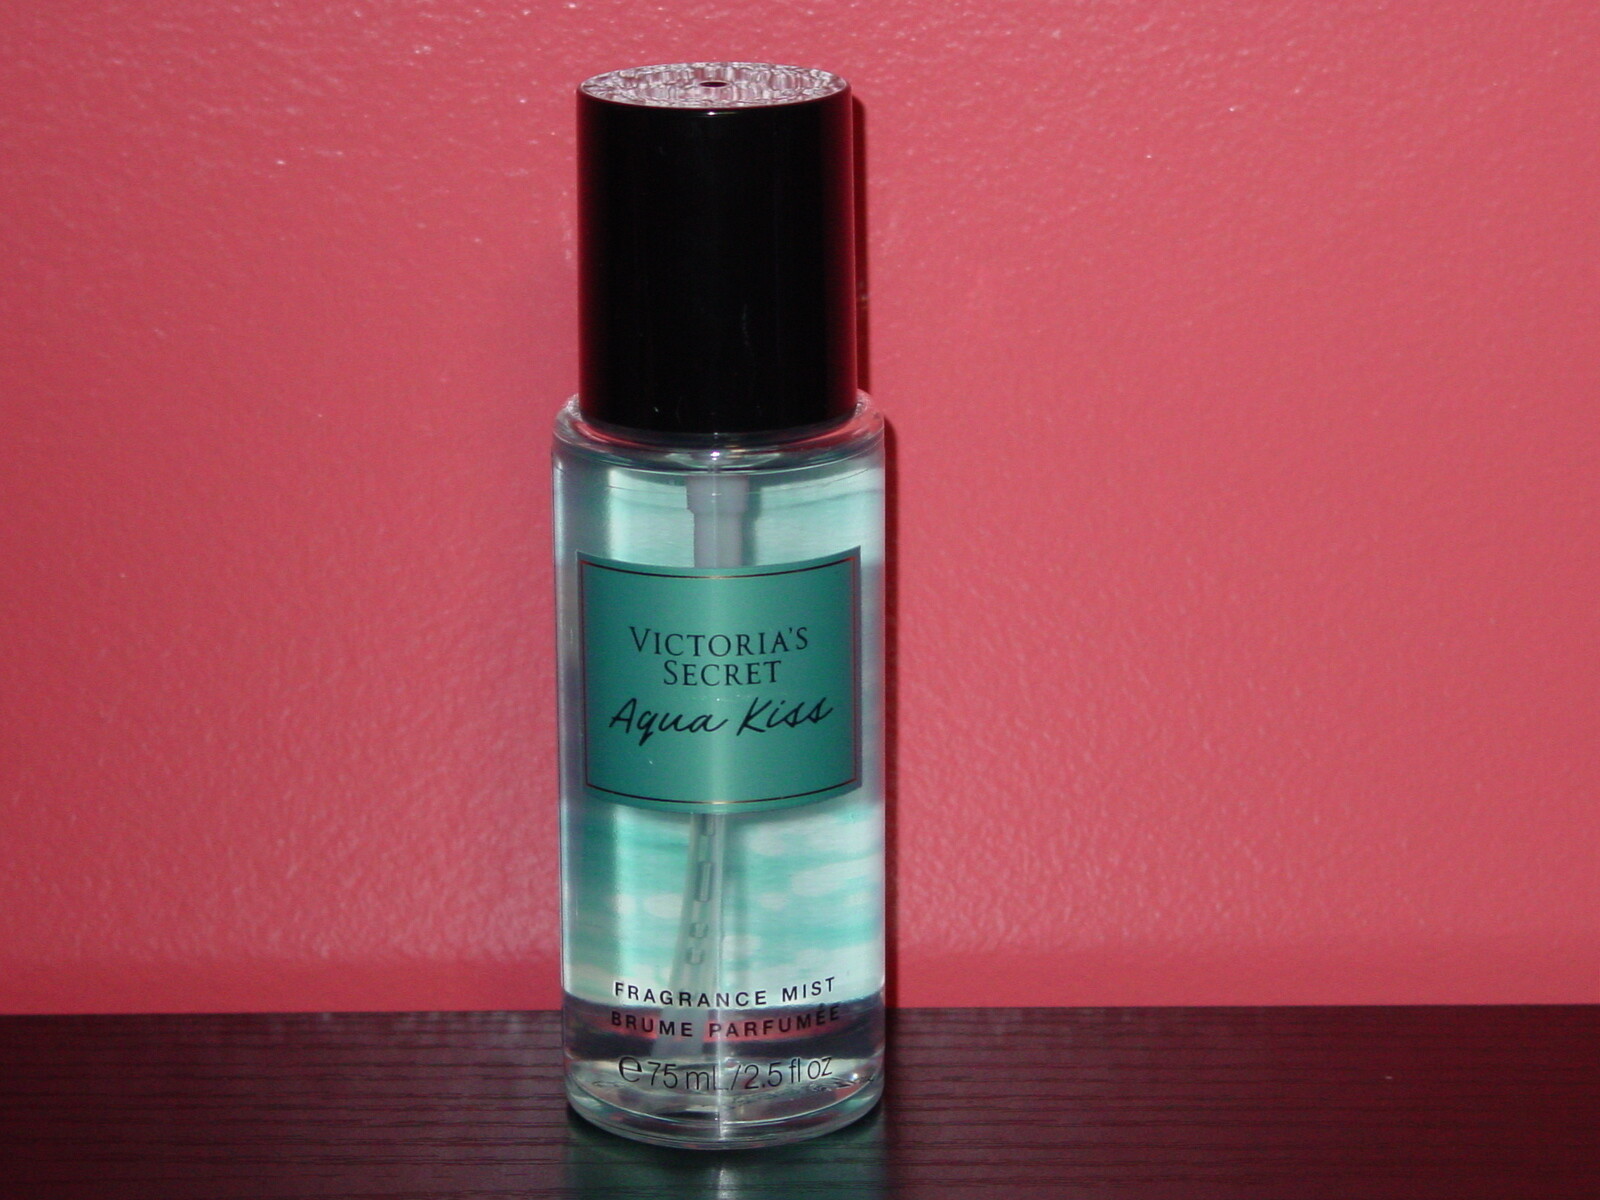 VICTORIA'S
SECRET
Aqua Kiss
FRAGRANCE MIST
BRUME PARFUMÉE
℮75 mL/2.5 fl oz